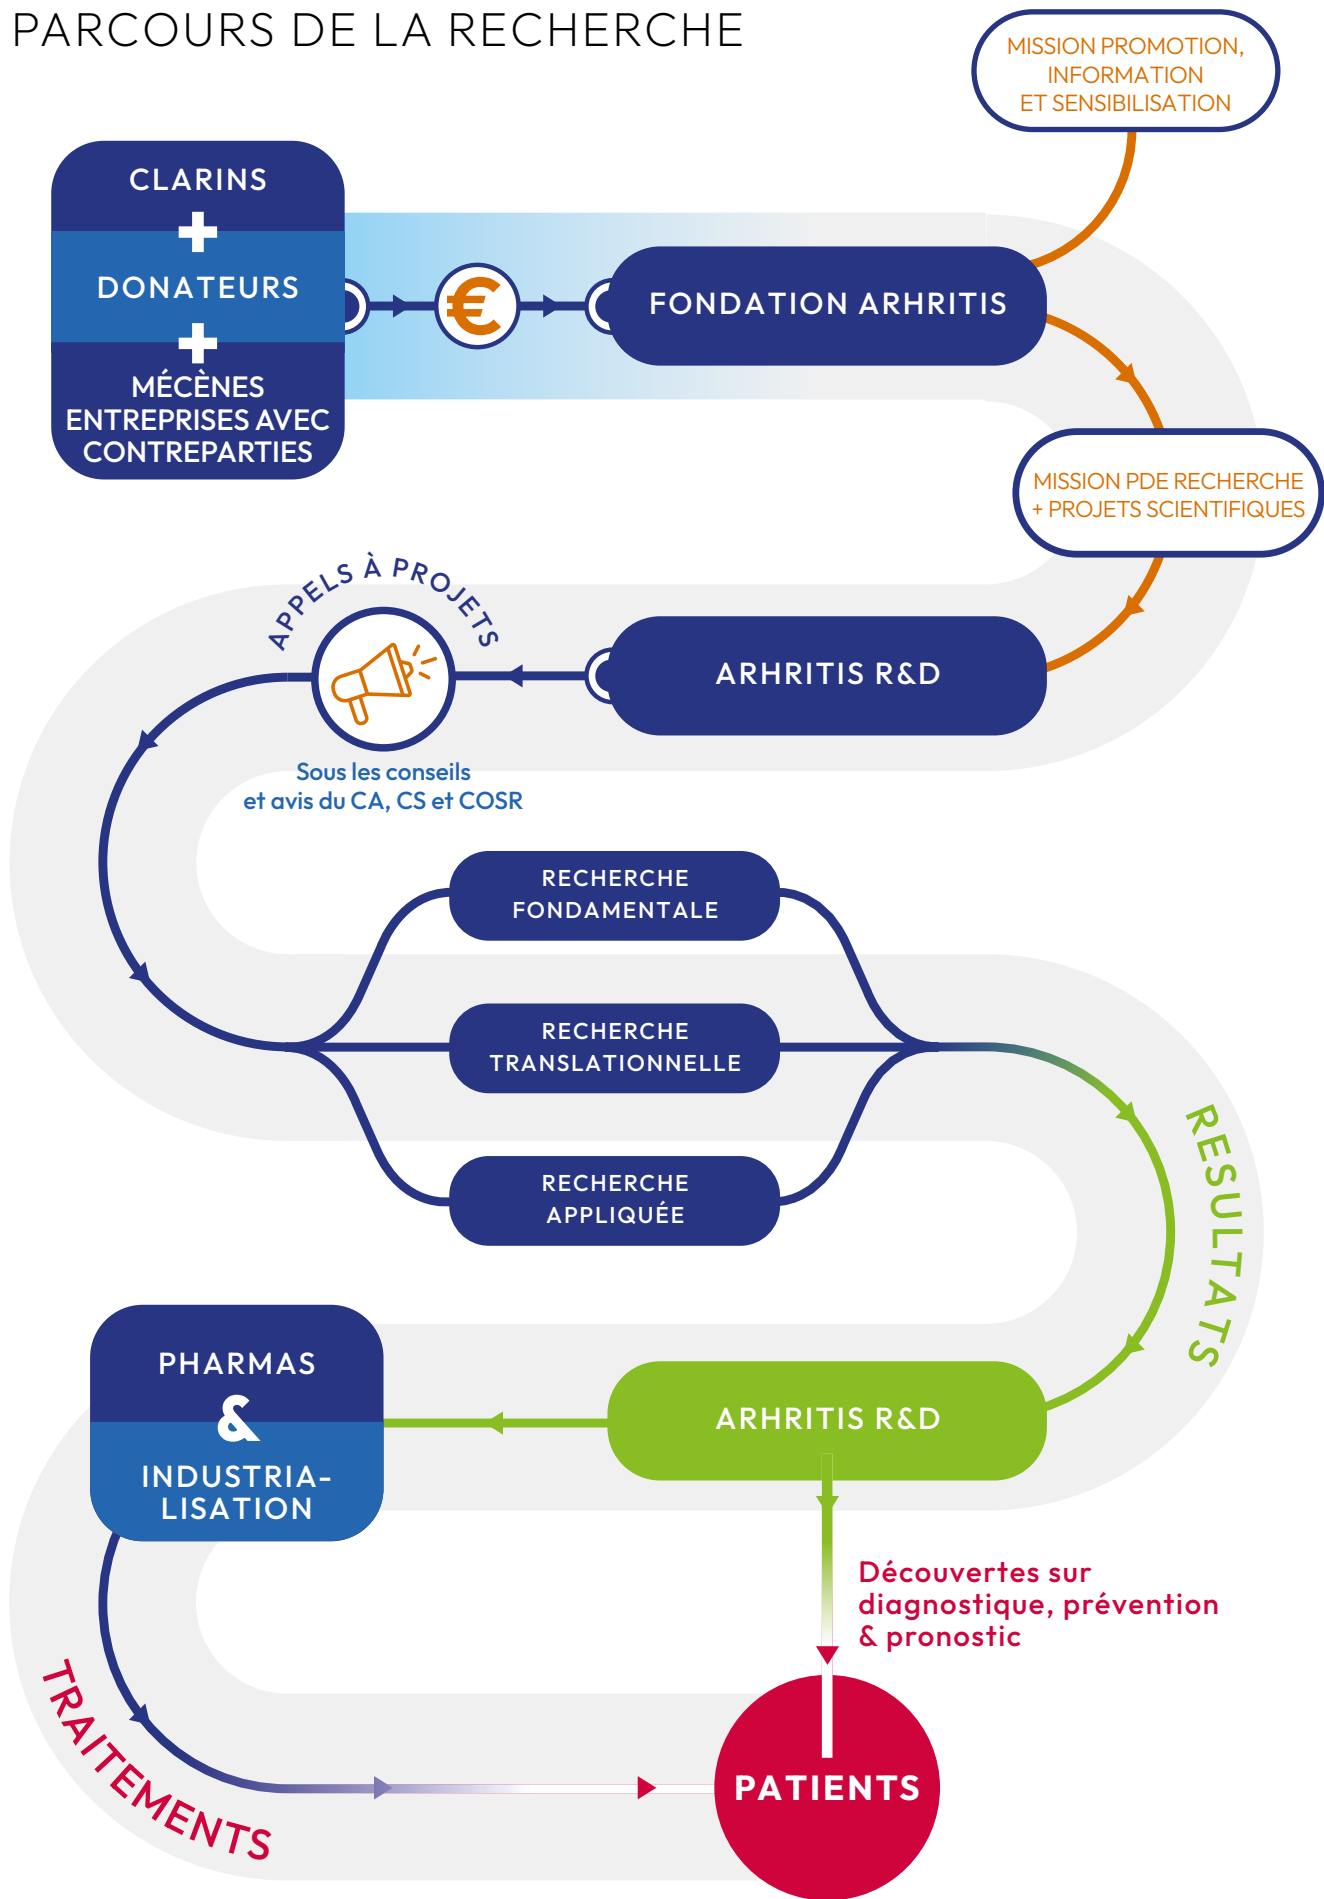 PARCOURS DE LA RECHERCHE
MISSION PROMOTION,
INFORMATION
ET SENSIBILISATION
CLARINS
+
DONATEURS
+
MÉCÈNES
ENTREPRISES AVEC
CONTREPARTIES
€
FONDATION ARHRITIS
MISSION PDE RECHERCHE
+ PROJETS SCIENTIFIQUES
ARHRITIS R&D
APPELS À PROJETS
Sous les conseils
et avis du CA, CS et COSR
RECHERCHE
FONDAMENTALE
RECHERCHE
TRANSLATIONNELLE
RECHERCHE
APPLIQUÉE
RESULTATS
ARHRITIS R&D
PHARMAS
&
INDUSTRIA-
LISATION
Découvertes sur
diagnostique, prévention
& pronostic
TRAITEMENTS
PATIENTS